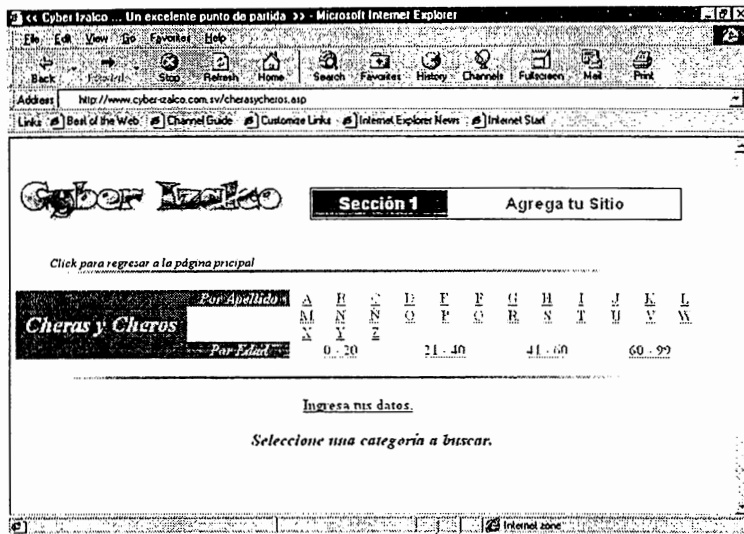 << Cyber Izalco ... Un excelente punto de partida >> - Microsoft Internet Explorer
File Edit View Go Favorites Help
Back Forward Stop Refresh Home Search Favorites History Channels Fullscreen Mail Print
Address http://www.cyber-izalco.com.sv/cherasycheros.asp
Links Best of the Web Channel Guide Customize Links Internet Explorer News Internet Start
Cyber Izalco Sección 1 Agrega tu Sitio
Click para regresar a la página pricipal
Cheras y Cheros
Por Apellido A B C D E F G H I J K L
M N Ñ O P Q R S T U V W
X Y Z
Por Edad 0 - 20 21 - 40 41 - 60 60 - 99
Ingresa tus datos.
Seleccione una categoría a buscar.
Internet zone